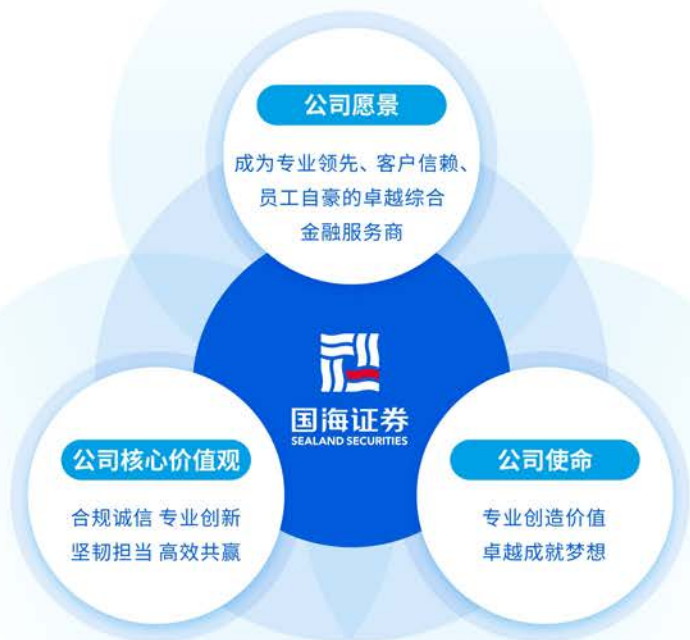 公司愿景
成为专业领先、客户信赖、
员工自豪的卓越综合
金融服务商
国海证券
SEALAND SECURITIES
公司核心价值观
合规诚信 专业创新
坚韧担当 高效共赢
公司使命
专业创造价值
卓越成就梦想